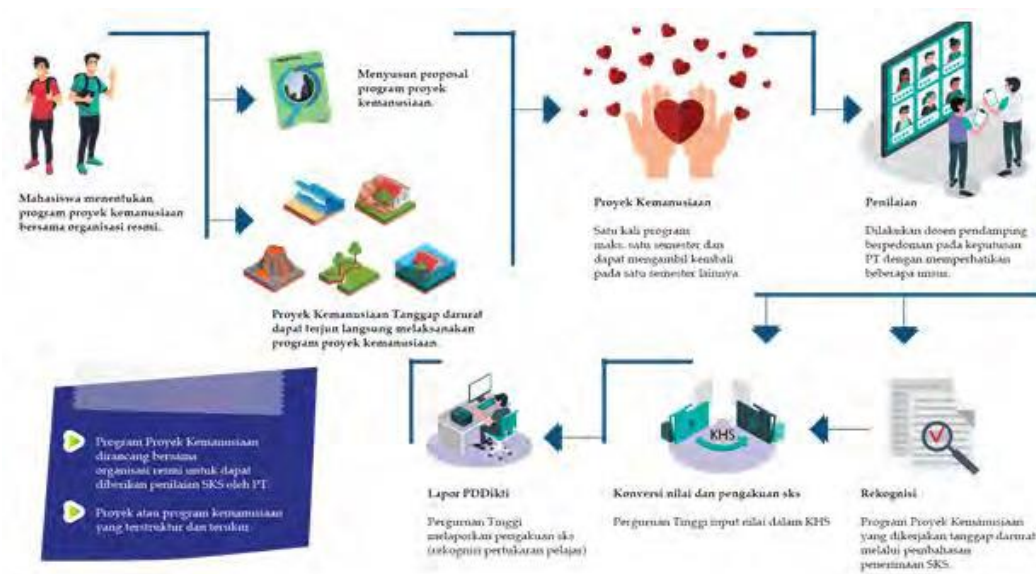 Mahasiswa menentukan
program proyek kemanusiaan
bersama organisasi resmi.
Menyusun proposal
program proyek
kemanusiaan.
Proyek Kemanusiaan Tanggap darurat
dapat terjun langsung melaksanakan
program proyek kemanusiaan.
Proyek Kemanusiaan
Satu kali program
maks. satu semester dan
dapat mengambil kembali
pada satu semester lainnya.
Penilaian
Dilakukan dosen pendamping
berpedoman pada keputusan
PT dengan memperhatikan
beberapa unsur.
Rekognisi
Program Proyek Kemanusiaan
yang dikerjakan tanggap darurat
melalui pembahasan
penerimaan SKS.
KHS
Konversi nilai dan pengakuan sks
Perguruan Tinggi input nilai dalam KHS
Lapor PDDikti
Perguruan Tinggi
melaporkan pengakuan sks
(rekognisi pertukaran pelajar)
Program Proyek Kemanusiaan
dirancang bersama
organisasi resmi untuk dapat
diberikan penilaian SKS oleh PT.
Proyek atau program kemanusiaan
yang terstruktur dan terukur